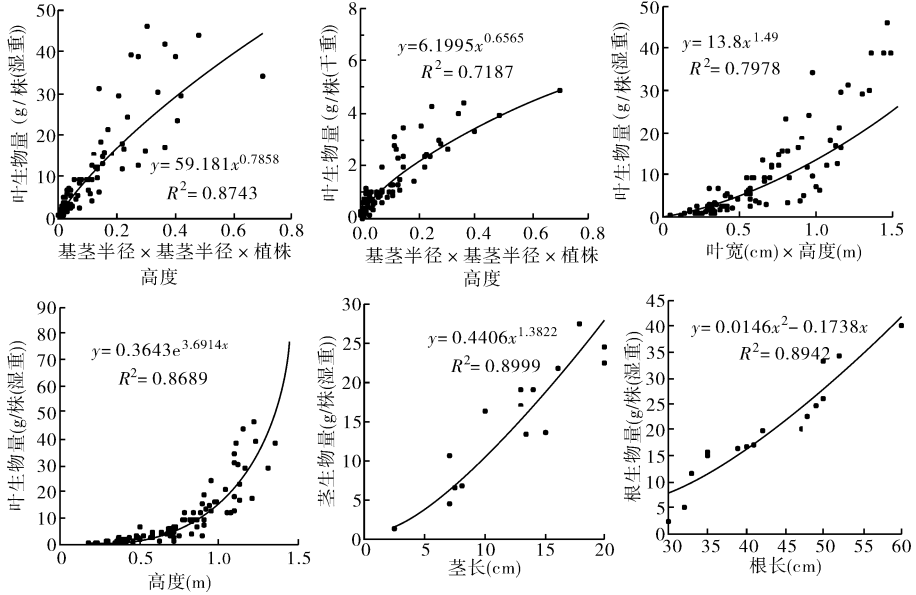 50
40
30
20
10
0
叶生物量 (g/株(湿重)
y=59.181x^0.7858
R²=0.8743
0
0.2
0.4
0.6
0.8
基茎半径×基茎半径×植株
高度
8
6
4
2
0
叶生物量 (g/株(干重)
y=6.1995x^0.6565
R²=0.7187
0.0
0.2
0.4
0.6
0.8
基茎半径×基茎半径×植株
高度
50
40
30
20
10
0
叶生物量 (g/株(湿重)
y=13.8x^1.49
R²=0.7978
0
0.5
1.0
1.5
叶宽(cm)×高度(m)
90
80
70
60
50
40
30
20
10
0
叶生物量(g/株(湿重)
y=0.3643e^3.6914x
R²=0.8689
0
0.5
1.0
1.5
高度(m)
30
25
20
15
10
5
0
茎生物量(g/株(湿重)
y=0.4406x^1.3822
R²=0.8999
0
5
10
15
20
茎长(cm)
45
40
35
30
25
20
15
10
5
0
根生物量(g/株(湿重)
y=0.0146x²−0.1738x
R²=0.8942
30
35
40
45
50
55
60
根长(cm)